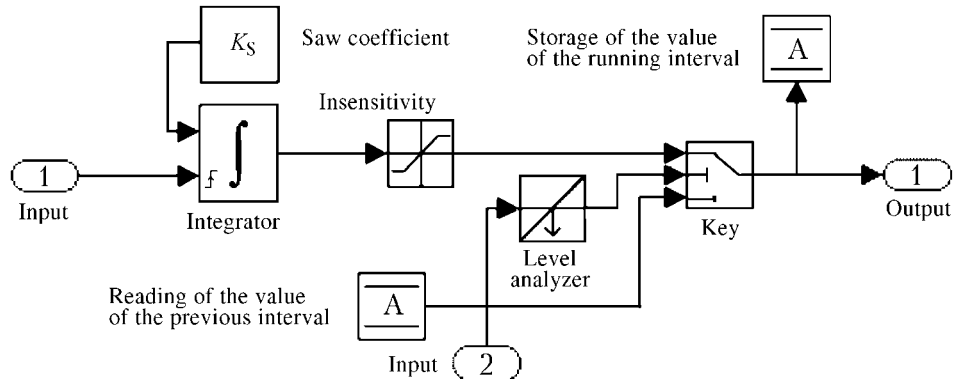 K_S
Saw coefficient
Storage of the value
of the running interval
A
Insensitivity
1
Input
Integrator
Key
1
Output
Level
analyzer
Reading of the value
of the previous interval
A
Input
2